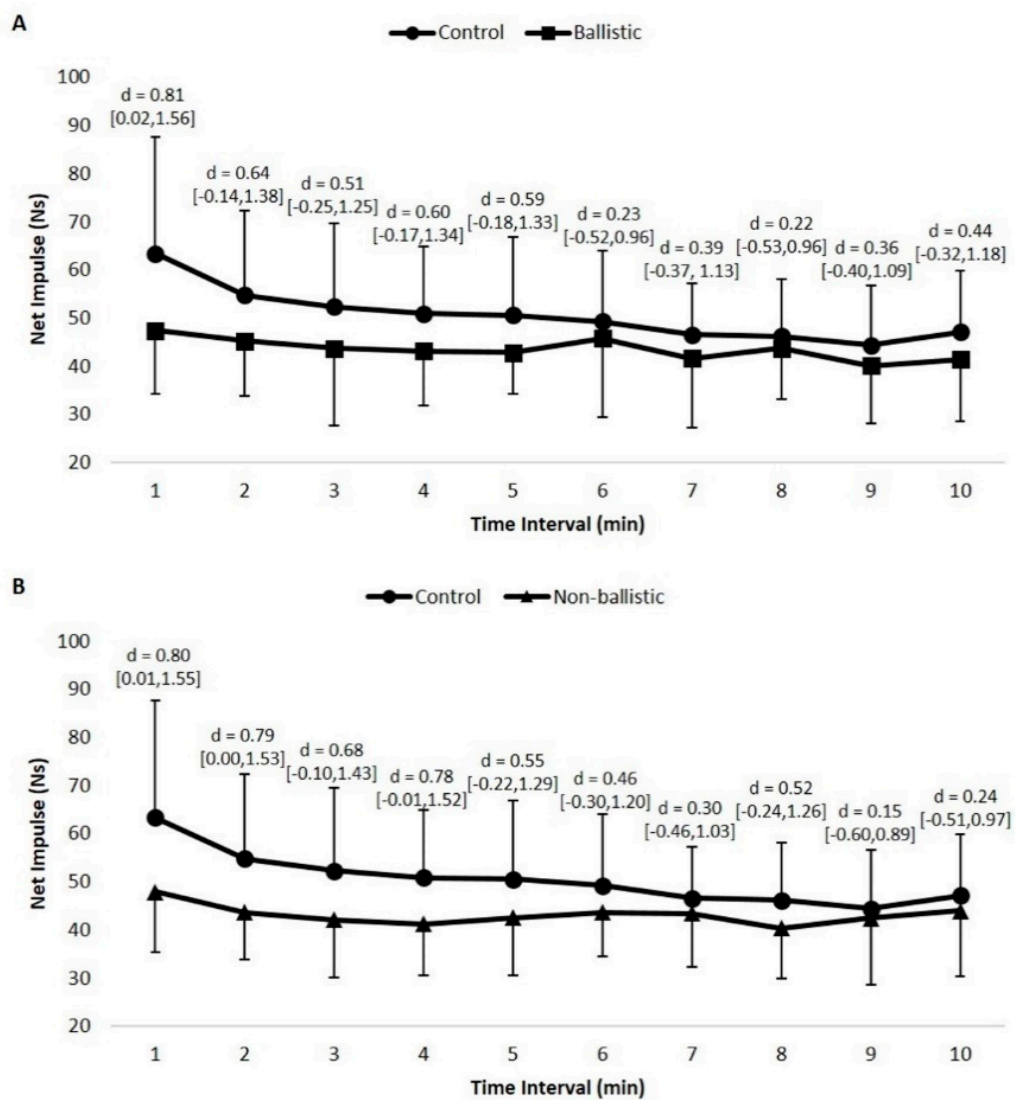 A
Control Ballistic
Net Impulse (Ns)
100
90
80
70
60
50
40
30
20
d = 0.81
[0.02,1.56]
d = 0.64
[-0.14,1.38]
d = 0.51
[-0.25,1.25]
d = 0.60
[-0.17,1.34]
d = 0.59
[-0.18,1.33]
d = 0.23
[-0.52,0.96]
d = 0.39
[-0.37, 1.13]
d = 0.22
[-0.53,0.96]
d = 0.36
[-0.40,1.09]
d = 0.44
[-0.32,1.18]
1 2 3 4 5 6 7 8 9 10
Time Interval (min)
B
Control Non-ballistic
Net Impulse (Ns)
100
90
80
70
60
50
40
30
20
d = 0.80
[0.01,1.55]
d = 0.79
[0.00,1.53]
d = 0.68
[-0.10,1.43]
d = 0.78
[-0.01,1.52]
d = 0.55
[-0.22,1.29]
d = 0.46
[-0.30,1.20]
d = 0.30
[-0.46,1.03]
d = 0.52
[-0.24,1.26]
d = 0.15
[-0.60,0.89]
d = 0.24
[-0.51,0.97]
1 2 3 4 5 6 7 8 9 10
Time Interval (min)